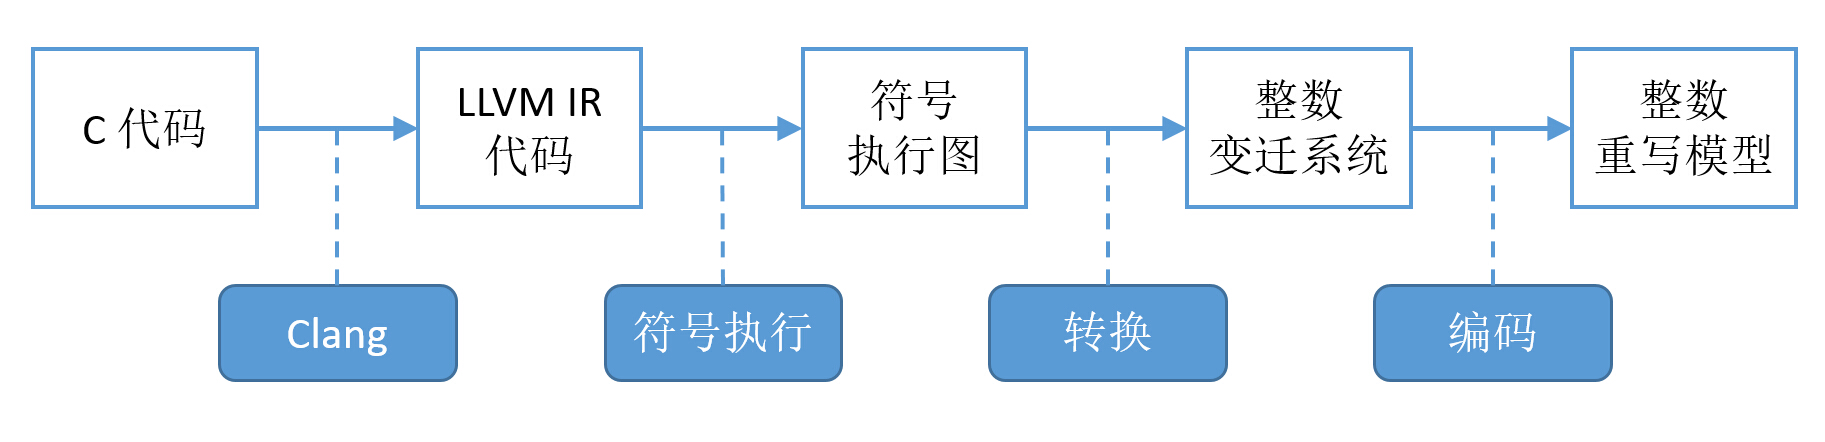 C 代码
LLVM IR
代码
符号
执行图
整数
变迁系统
整数
重写模型
Clang
符号执行
转换
编码